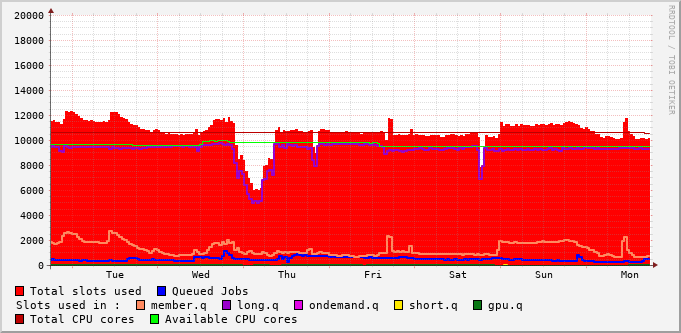 RRDTOOL / TOBI OETIKER
20000
18000
16000
14000
12000
10000
8000
6000
4000
2000
0
Tue Wed Thu Fri Sat Sun Mon
Total slots used Queued Jobs
Slots used in : member.q long.q ondemand.q short.q gpu.q
Total CPU cores Available CPU cores